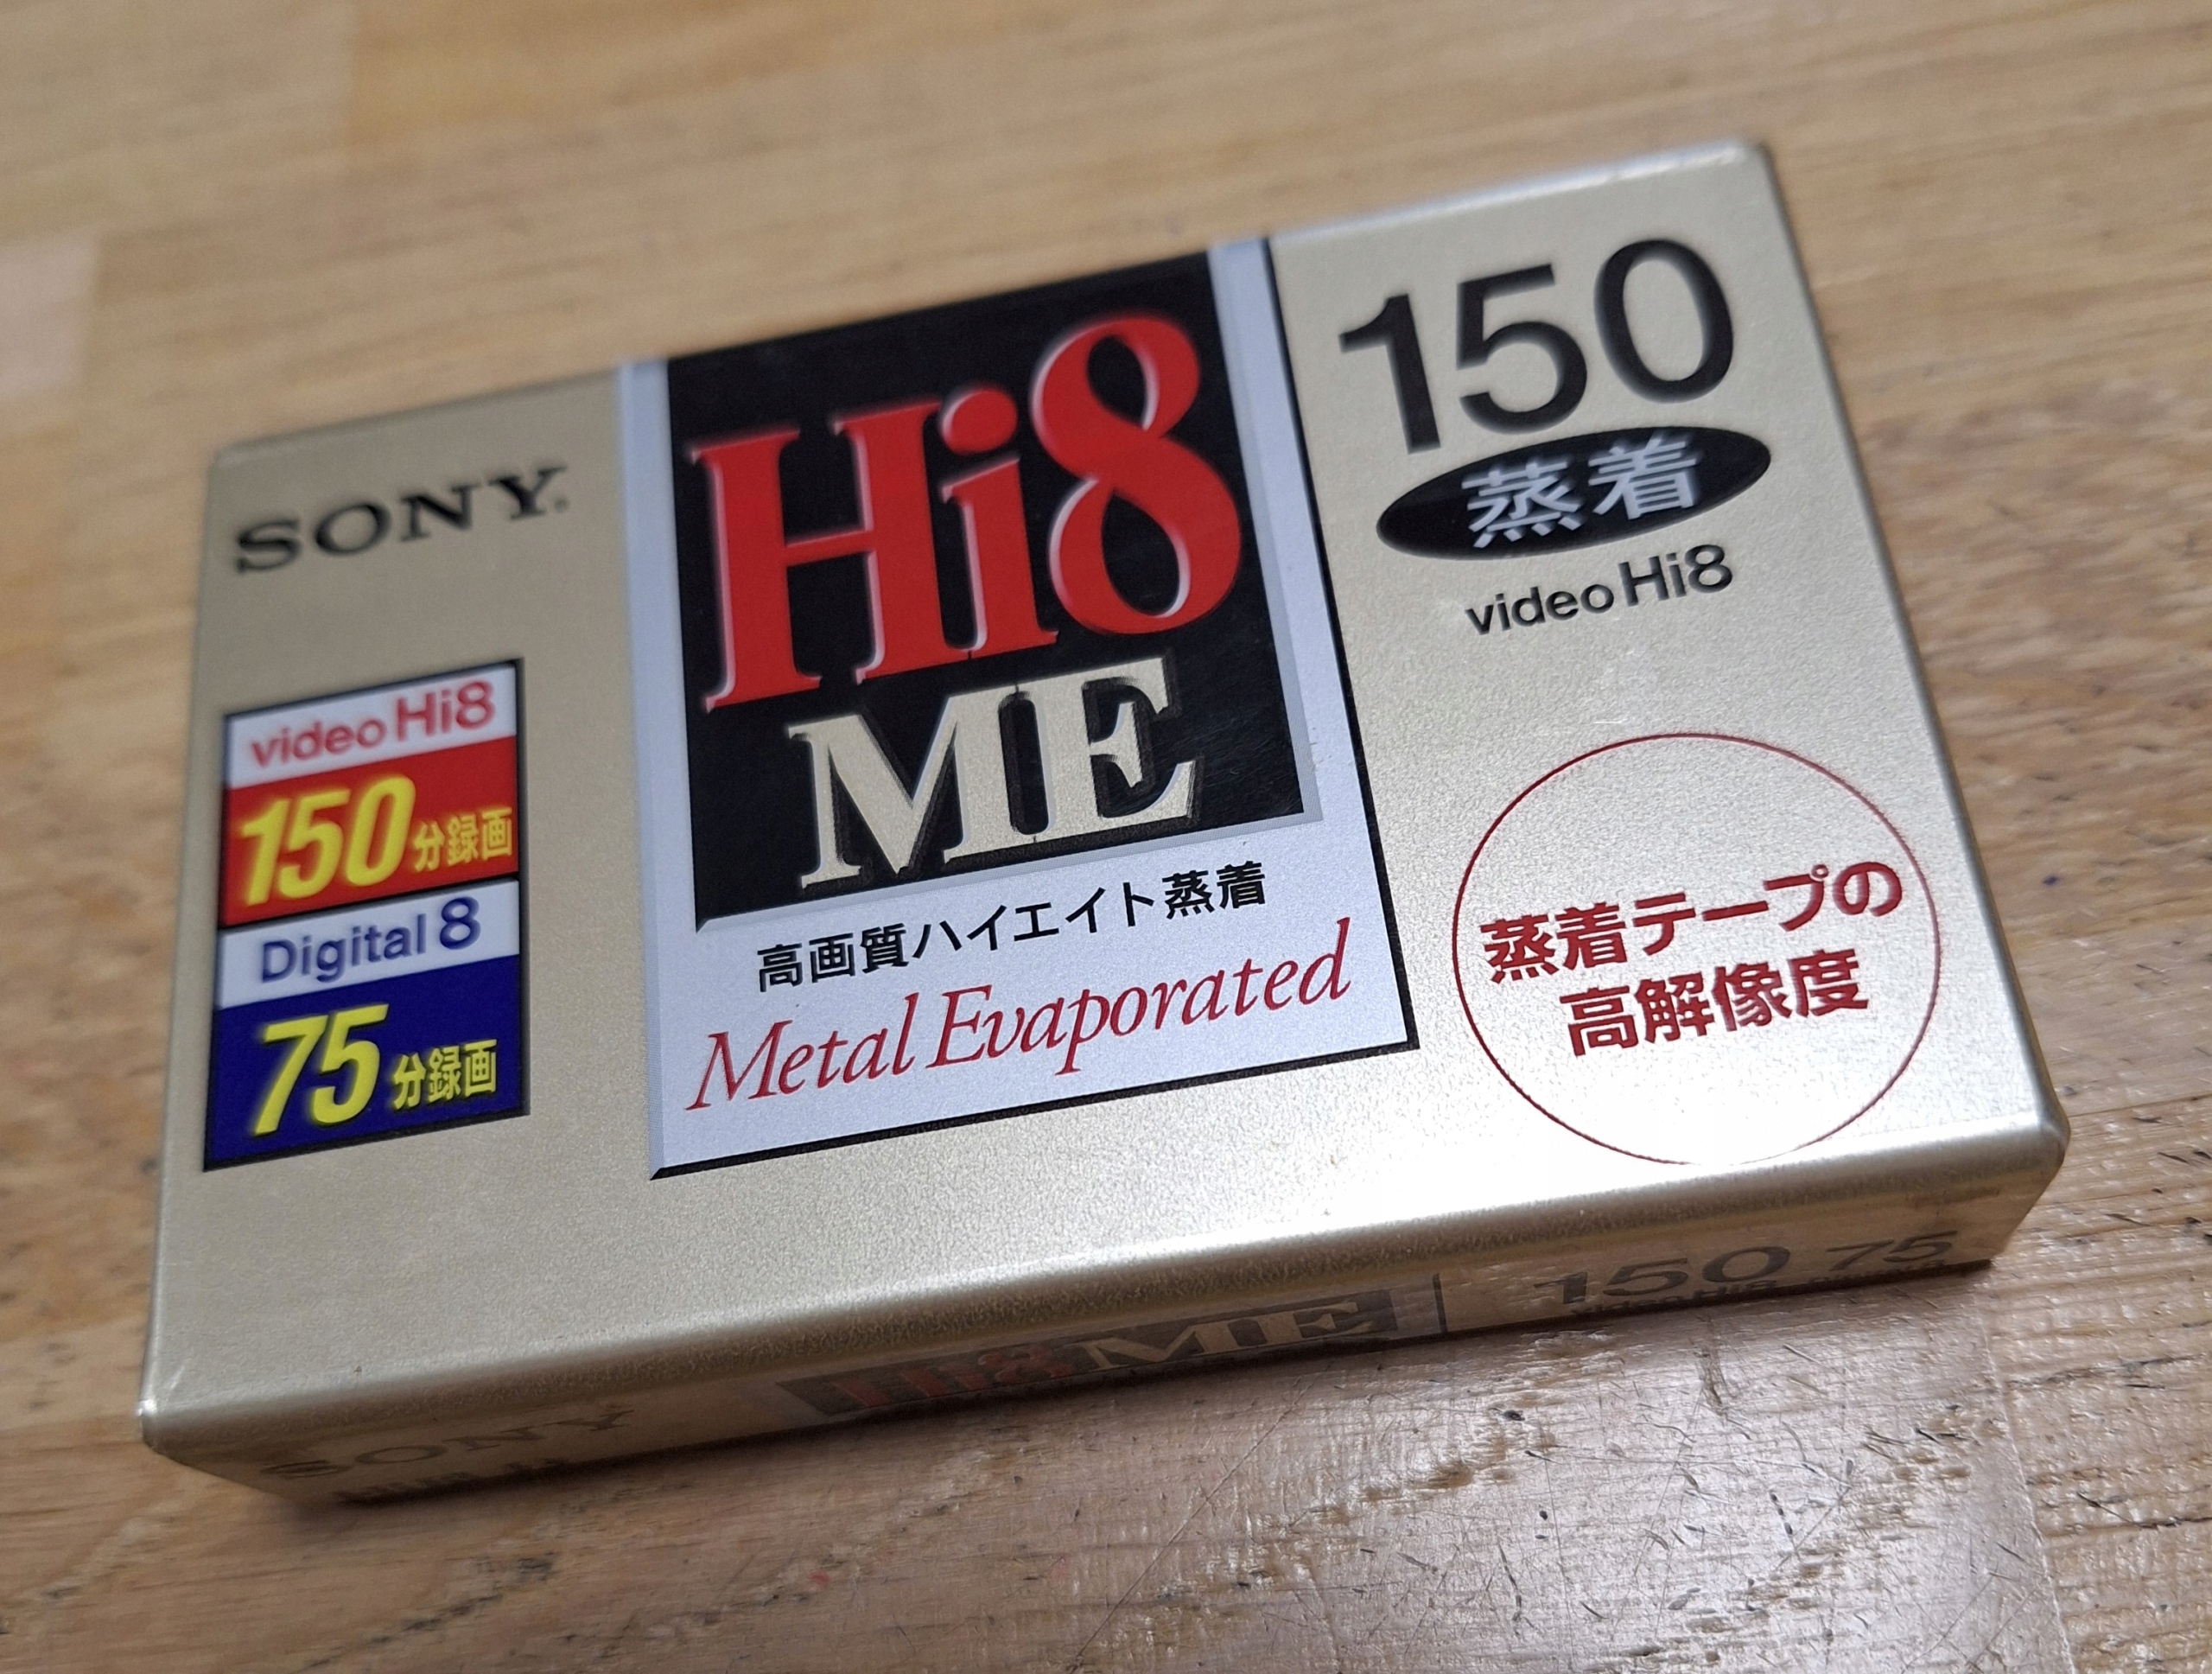 SONY
video Hi8
150分録画
Digital 8
75分録画
Hi8
ME
高画質ハイエイト蒸着
Metal Evaporated
150
蒸着
video Hi8
蒸着テープの
高解像度
SONY
Hi8 ME
150 75